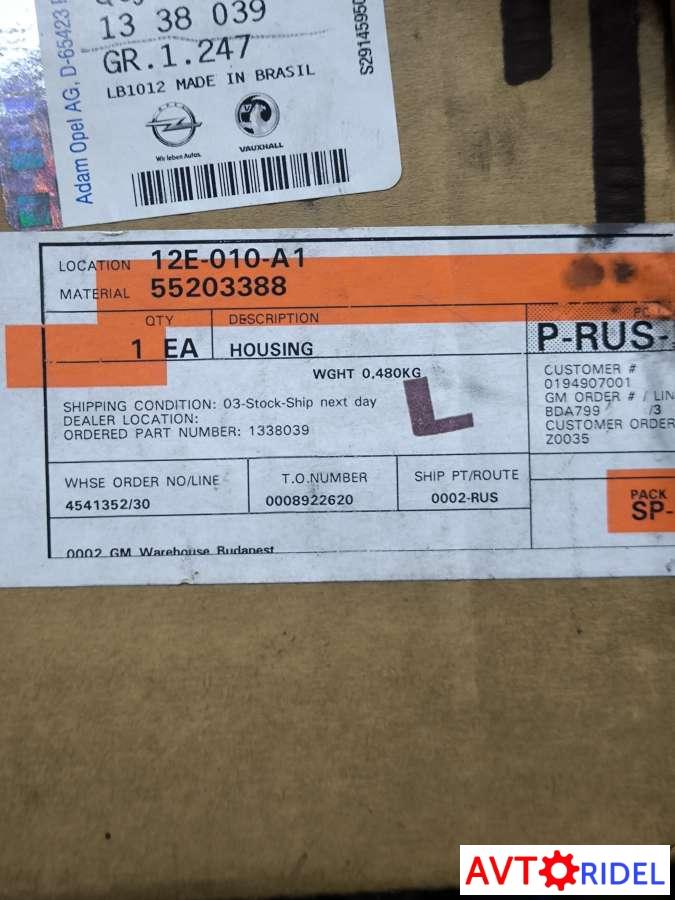 13 38 039
GR.1.247
LB1012 MADE IN BRASIL
Wir leben Autos.
VAUXHALL
Adam Opel AG, D-65423
S29145950
LOCATION 12E-010-A1
MATERIAL 55203388
QTY DESCRIPTION
1 EA HOUSING
P-RUS-
WGHT 0,480KG
CUSTOMER #
0194907001
GM ORDER # / LIN
BDA799 /3
CUSTOMER ORDER
Z0035
SHIPPING CONDITION: 03-Stock-Ship next day
DEALER LOCATION:
ORDERED PART NUMBER: 1338039
L
WHSE ORDER NO/LINE T.O.NUMBER SHIP PT/ROUTE
4541352/30 0008922620 0002-RUS
PACK
SP-
0002 GM Warehouse Budapest
AVTORIDEL